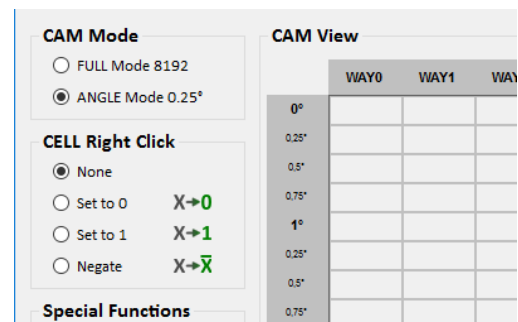 CAM Mode
FULL Mode 8192
ANGLE Mode 0.25°
CELL Right Click
None
Set to 0 X→0
Set to 1 X→1
Negate X→X̅
Special Functions
CAM View
WAY0 WAY1 WAY
0°
0,25°
0,5°
0,75°
1°
0,25°
0,5°
0,75°